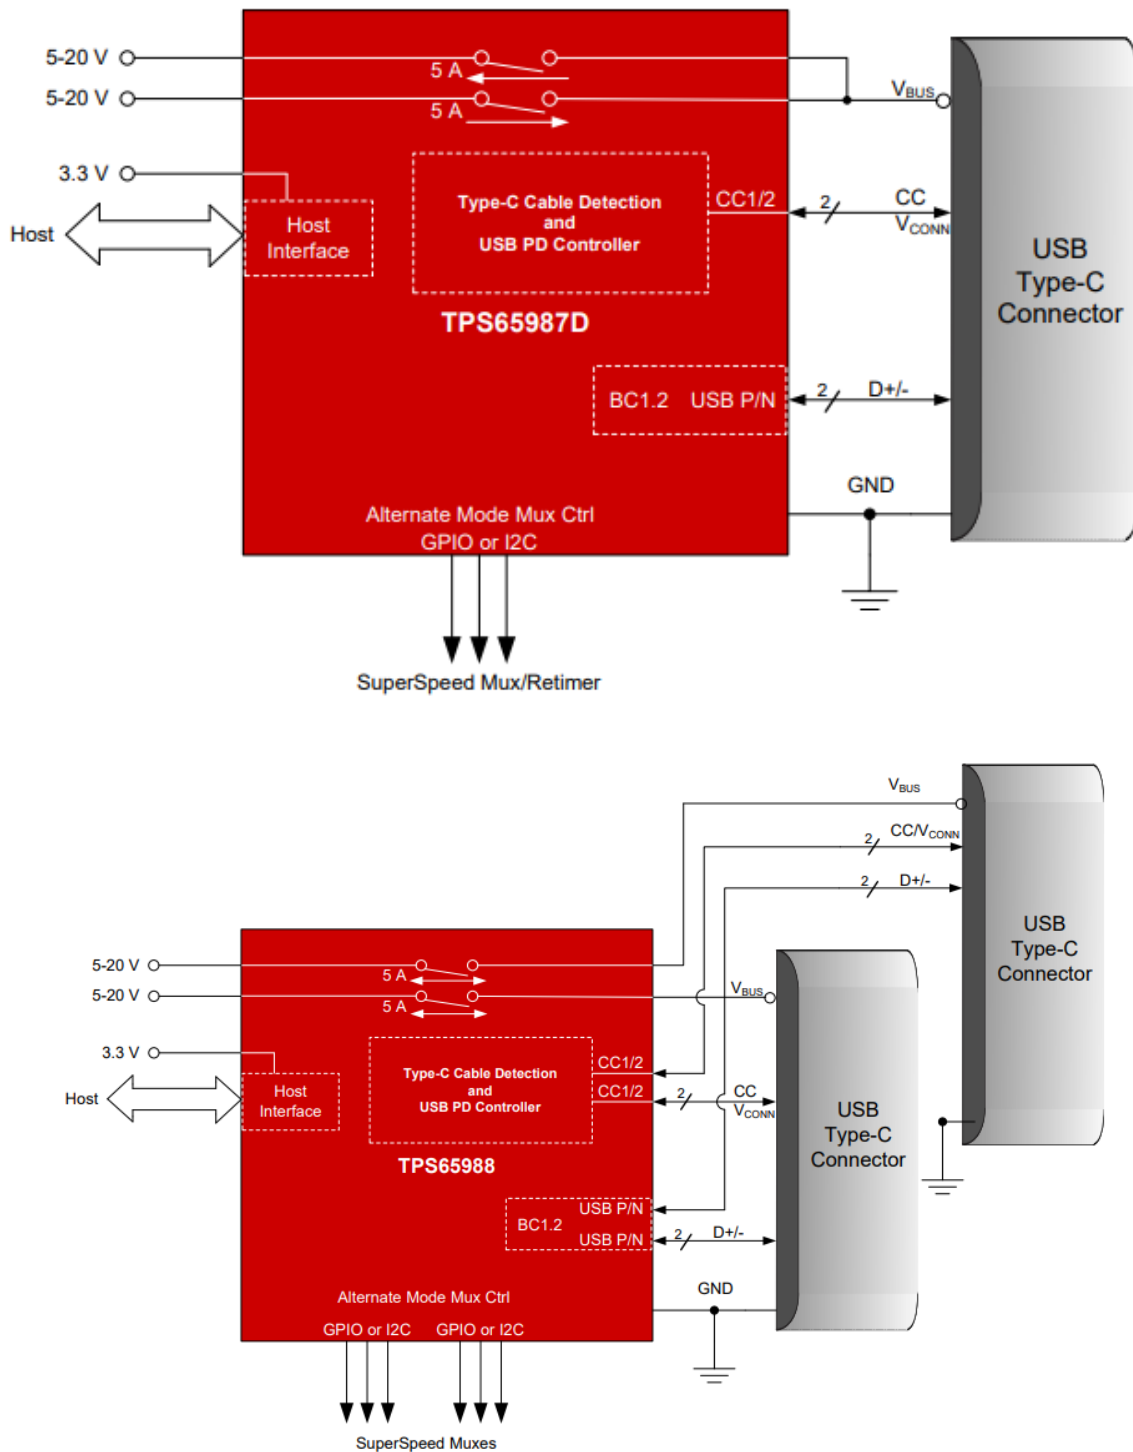 5-20 V
5 A
5-20 V
5 A
VBUS
3.3 V
Host
Host
Interface
Type-C Cable Detection
and
USB PD Controller
CC1/2
2
CC
VCONN
USB
Type-C
Connector
TPS65987D
BC1.2 USB P/N
2
D+/-
GND
Alternate Mode Mux Ctrl
GPIO or I2C
SuperSpeed Mux/Retimer
VBUS
2
CC/VCONN
2
D+/-
USB
Type-C
Connector
5-20 V
5 A
5-20 V
5 A
VBUS
3.3 V
Host
Host
Interface
Type-C Cable Detection
and
USB PD Controller
CC1/2
CC1/2
2
CC
VCONN
USB
Type-C
Connector
TPS65988
BC1.2
USB P/N
USB P/N
2
D+/-
GND
Alternate Mode Mux Ctrl
GPIO or I2C GPIO or I2C
SuperSpeed Muxes